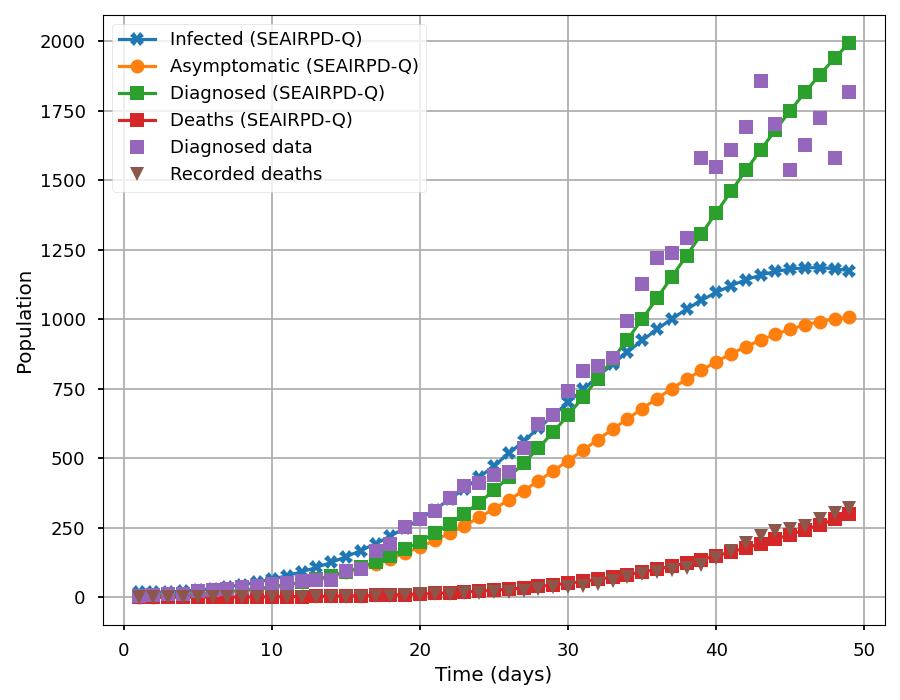 2000
1750
1500
1250
1000
750
500
250
0
Population
Infected (SEAIRPD-Q)
Asymptomatic (SEAIRPD-Q)
Diagnosed (SEAIRPD-Q)
Deaths (SEAIRPD-Q)
Diagnosed data
Recorded deaths
0 10 20 30 40 50
Time (days)